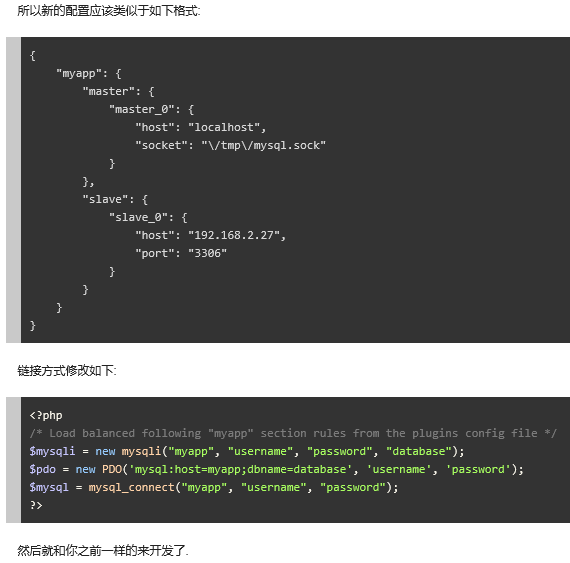 所以新的配置应该类似于如下格式:
{
    "myapp": {
        "master": {
            "master_0": {
                "host": "localhost",
                "socket": "\/tmp\/mysql.sock"
            }
        },
        "slave": {
            "slave_0": {
                "host": "192.168.2.27",
                "port": "3306"
            }
        }
    }
}
链接方式修改如下:
<?php
/* Load balanced following "myapp" section rules from the plugins config file */
$mysqli = new mysqli("myapp", "username", "password", "database");
$pdo = new PDO('mysql:host=myapp;dbname=database', 'username', 'password');
$mysql = mysql_connect("myapp", "username", "password");
?>
然后就和你之前一样的来开发了.